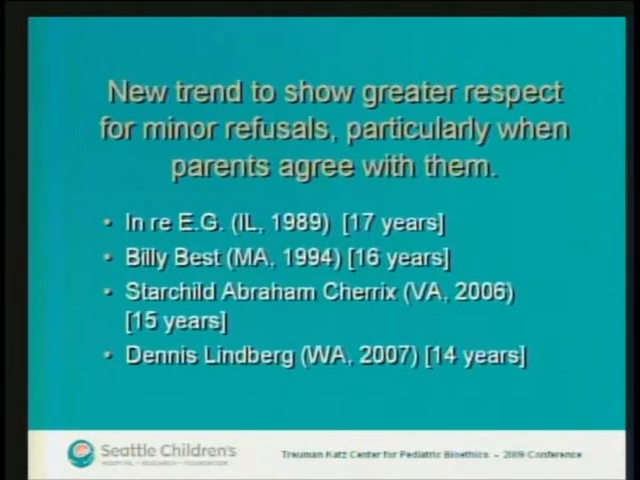 New trend to show greater respect
for minor refusals, particularly when
parents agree with them.
• In re E.G. (IL, 1989) [17 years]
• Billy Best (MA, 1994) [16 years]
• Starchild Abraham Cherrix (VA, 2006)
[15 years]
• Dennis Lindberg (WA, 2007) [14 years]
Seattle Children's
HOSPITAL • RESEARCH • FOUNDATION
Treuman Katz Center for Pediatric Bioethics - 2009 Conference